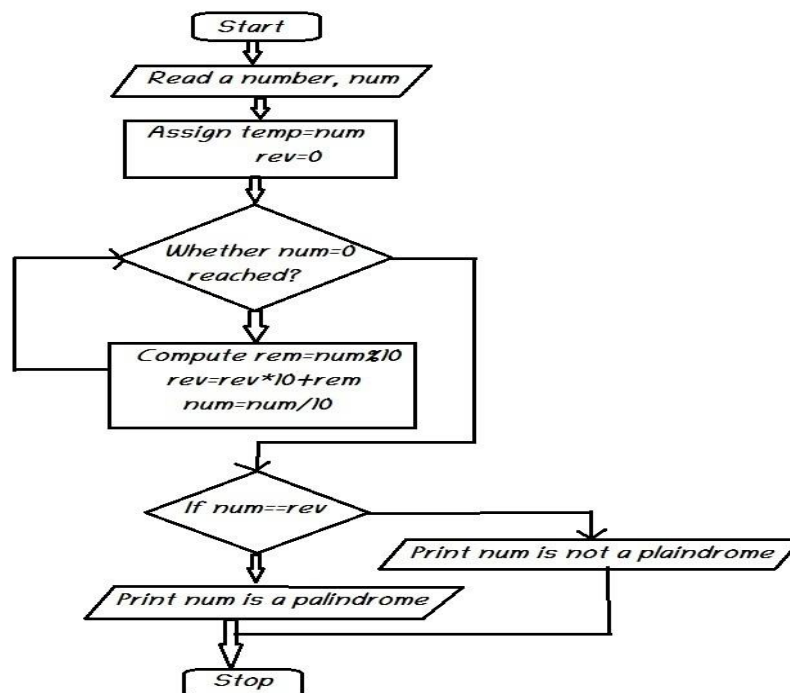 Start
Read a number, num
Assign temp=num
rev=0
Whether num=0
reached?
Compute rem=num%10
rev=rev*10+rem
num=num/10
If num==rev
Print num is not a plaindrome
Print num is a palindrome
Stop